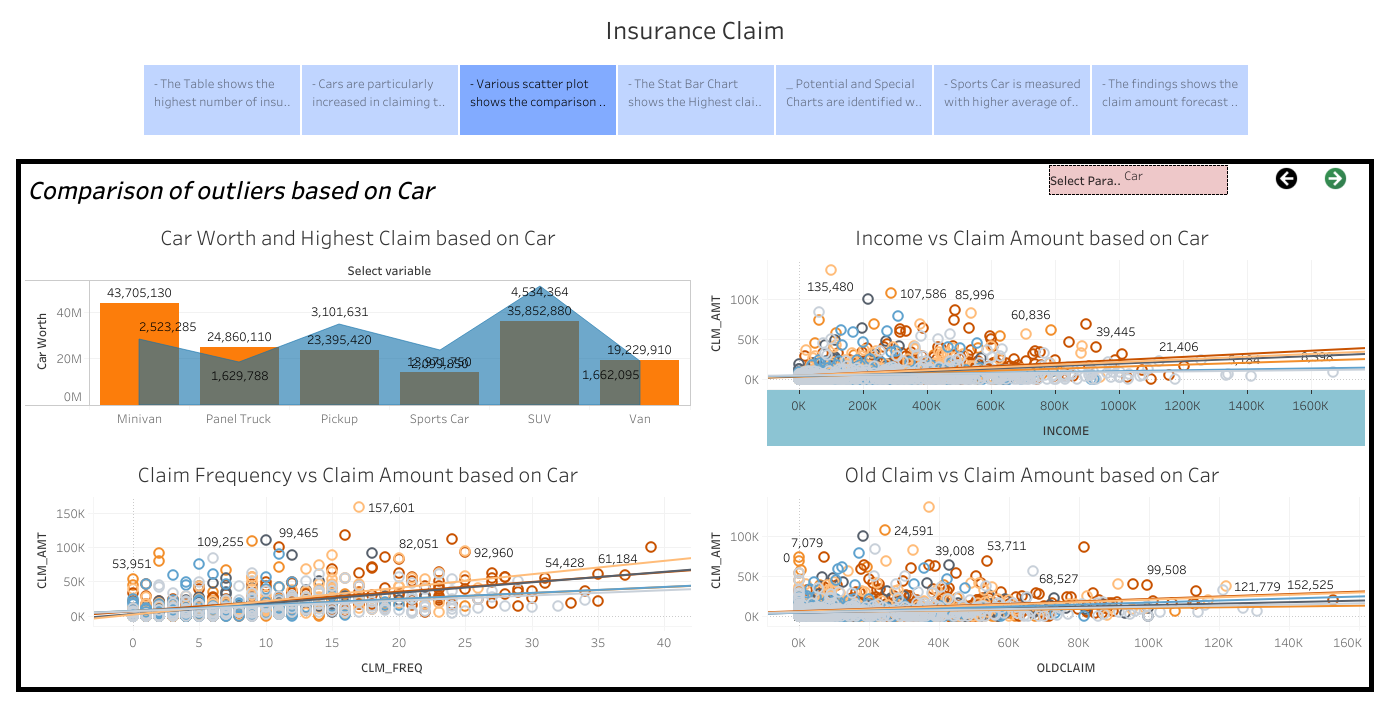 Insurance Claim
- The Table shows the
highest number of insu..
- Cars are particularly
increased in claiming t..
- Various scatter plot
shows the comparison ..
- The Stat Bar Chart
shows the Highest clai..
_ Potential and Special
Charts are identified w..
- Sports Car is measured
with higher average of..
- The findings shows the
claim amount forecast ..
Comparison of outliers based on Car
Select Para.. Car
Car Worth and Highest Claim based on Car
Select variable
Car Worth
40M
20M
0M
43,705,130
2,523,285
24,860,110
1,629,788
3,101,631
23,395,420
4,534,364
35,852,880
19,229,910
1,662,095
Minivan
Panel Truck
Pickup
Sports Car
SUV
Van
Income vs Claim Amount based on Car
CLM_AMT
100K
50K
0K
135,480
107,586
85,996
60,836
39,445
21,406
0K
200K
400K
600K
800K
1000K
1200K
1400K
1600K
INCOME
Claim Frequency vs Claim Amount based on Car
CLM_AMT
150K
100K
50K
0K
53,951
109,255
99,465
157,601
82,051
92,960
54,428
61,184
0
5
10
15
20
25
30
35
40
CLM_FREQ
Old Claim vs Claim Amount based on Car
CLM_AMT
100K
50K
0K
0
7,079
24,591
39,008
53,711
68,527
99,508
121,779
152,525
0K
20K
40K
60K
80K
100K
120K
140K
160K
OLDCLAIM